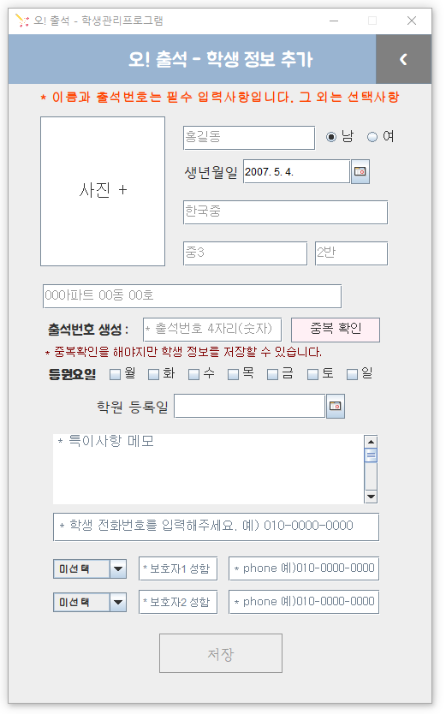 오! 출석 - 학생관리프로그램
오! 출석 - 학생 정보 추가
* 이름과 출석번호는 필수 입력사항입니다. 그 외는 선택사항
사진 +
홍길동 남 여
생년월일 2007. 5. 4.
한국중
중3 2반
000아파트 00동 00호
출석번호 생성 : * 출석번호 4자리(숫자) 중복 확인
* 중복확인을 해야지만 학생 정보를 저장할 수 있습니다.
등원요일 월 화 수 목 금 토 일
학원 등록일
* 특이사항 메모
* 학생 전화번호를 입력해주세요. 예) 010-0000-0000
미선택 * 보호자1 성함 * phone 예)010-0000-0000
미선택 * 보호자2 성함 * phone 예)010-0000-0000
저장